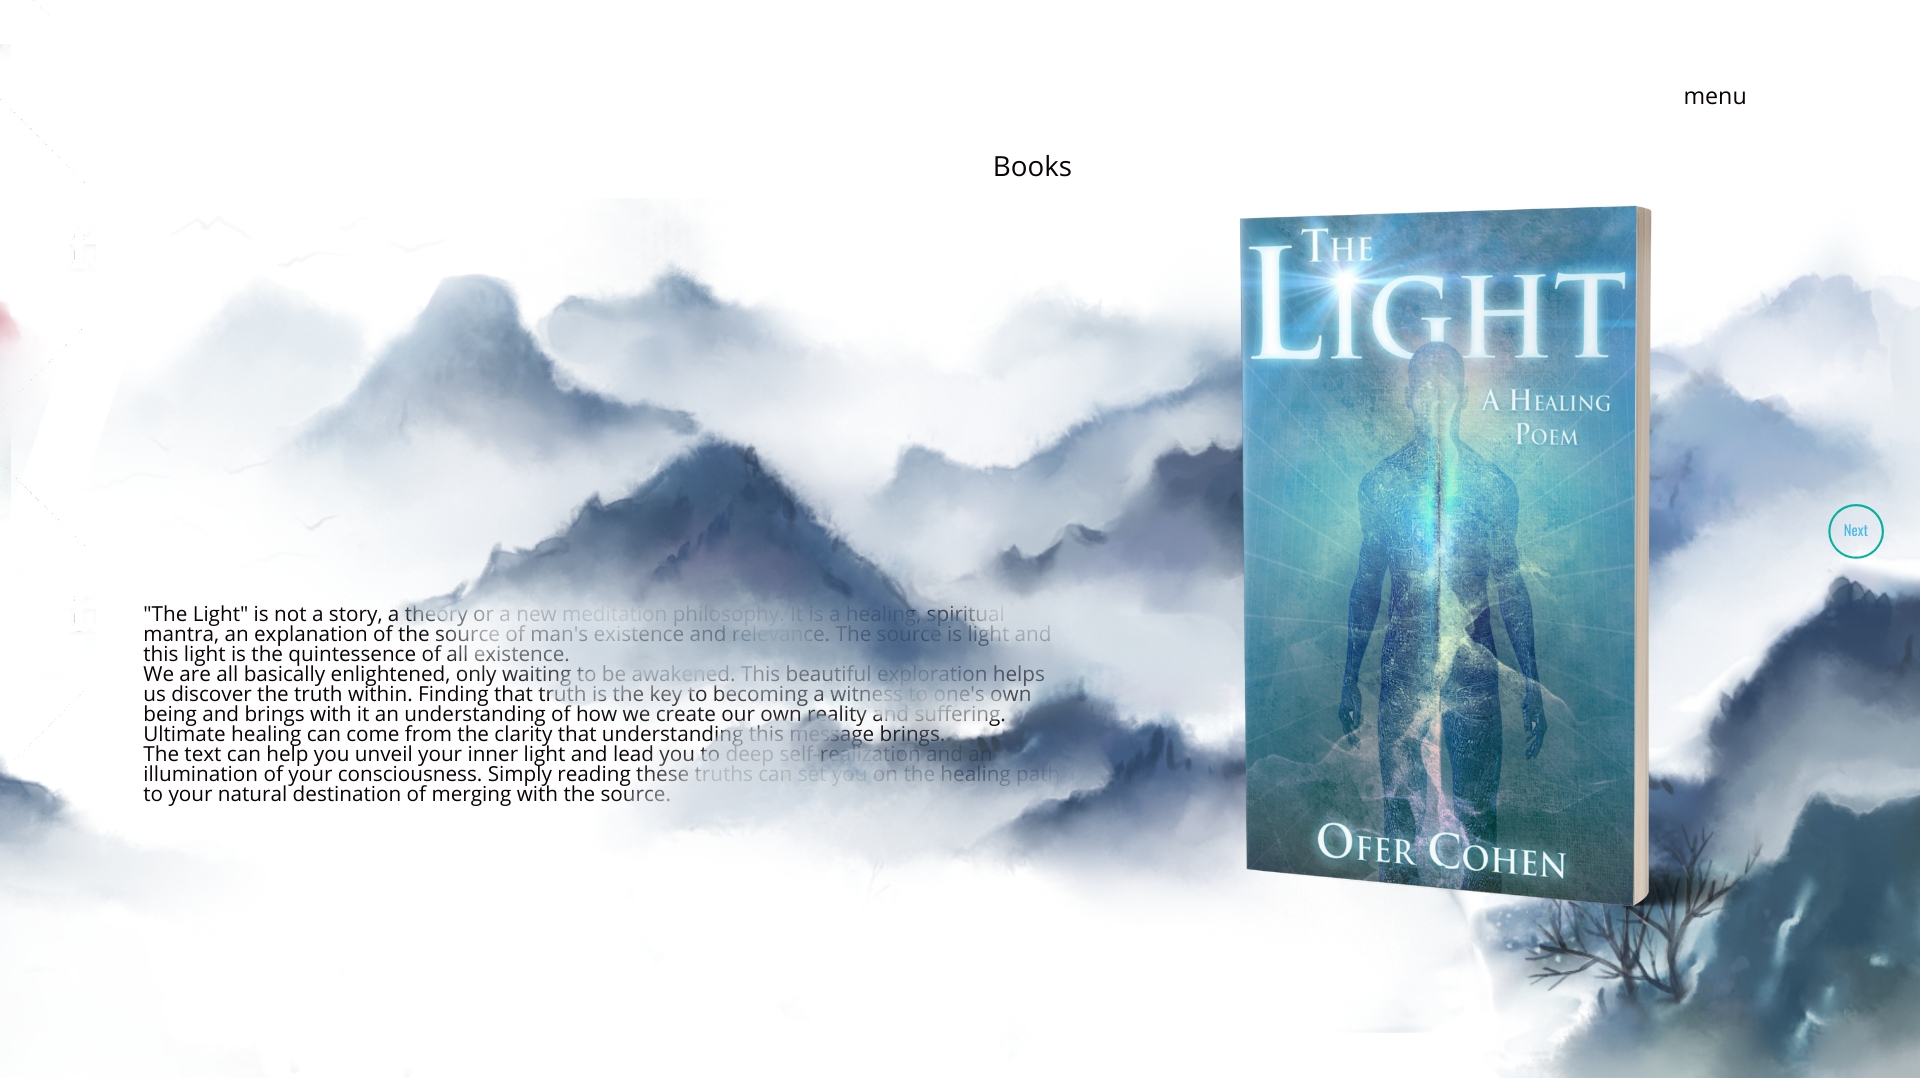 menu
Books
"The Light" is not a story, a theory or a new meditation philosophy. It is a healing, spiritual
mantra, an explanation of the source of man's existence and relevance. The source is light and
this light is the quintessence of all existence.
We are all basically enlightened, only waiting to be awakened. This beautiful exploration helps
us discover the truth within. Finding that truth is the key to becoming a witness to one's own
being and brings with it an understanding of how we create our own reality and suffering.
Ultimate healing can come from the clarity that understanding this message brings.
The text can help you unveil your inner light and lead you to deep self-realization and an
illumination of your consciousness. Simply reading these truths can set you on the healing path
to your natural destination of merging with the source.
The
Light
A Healing
Poem
Ofer Cohen
Next